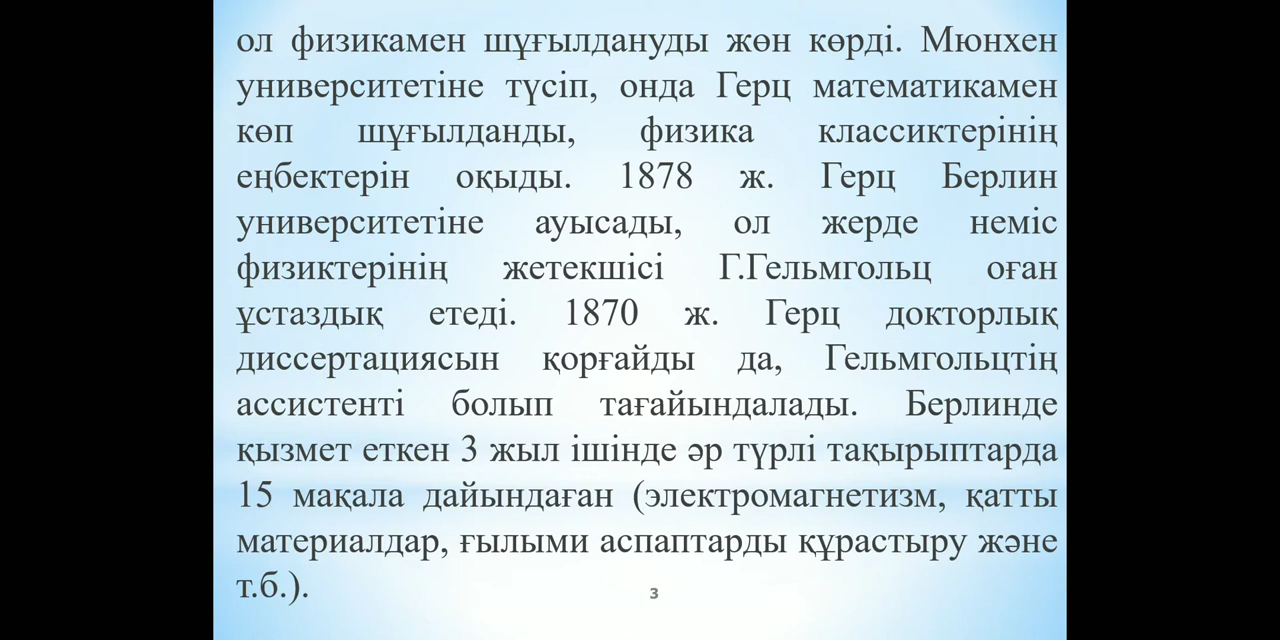 ол физикамен шұғылдануды жөн көрді. Мюнхен
университетіне түсіп, онда Герц математикамен
көп шұғылданды, физика классиктерінің
еңбектерін оқыды. 1878 ж. Герц Берлин
университетіне ауысады, ол жерде неміс
физиктерінің жетекшісі Г.Гельмгольц оған
ұстаздық етеді. 1870 ж. Герц докторлық
диссертациясын қорғайды да, Гельмгольцтің
ассистенті болып тағайындалады. Берлинде
қызмет еткен 3 жыл ішінде әр түрлі тақырыптарда
15 мақала дайындаған (электромагнетизм, қатты
материалдар, ғылыми аспаптарды құрастыру және
т.б.).
3